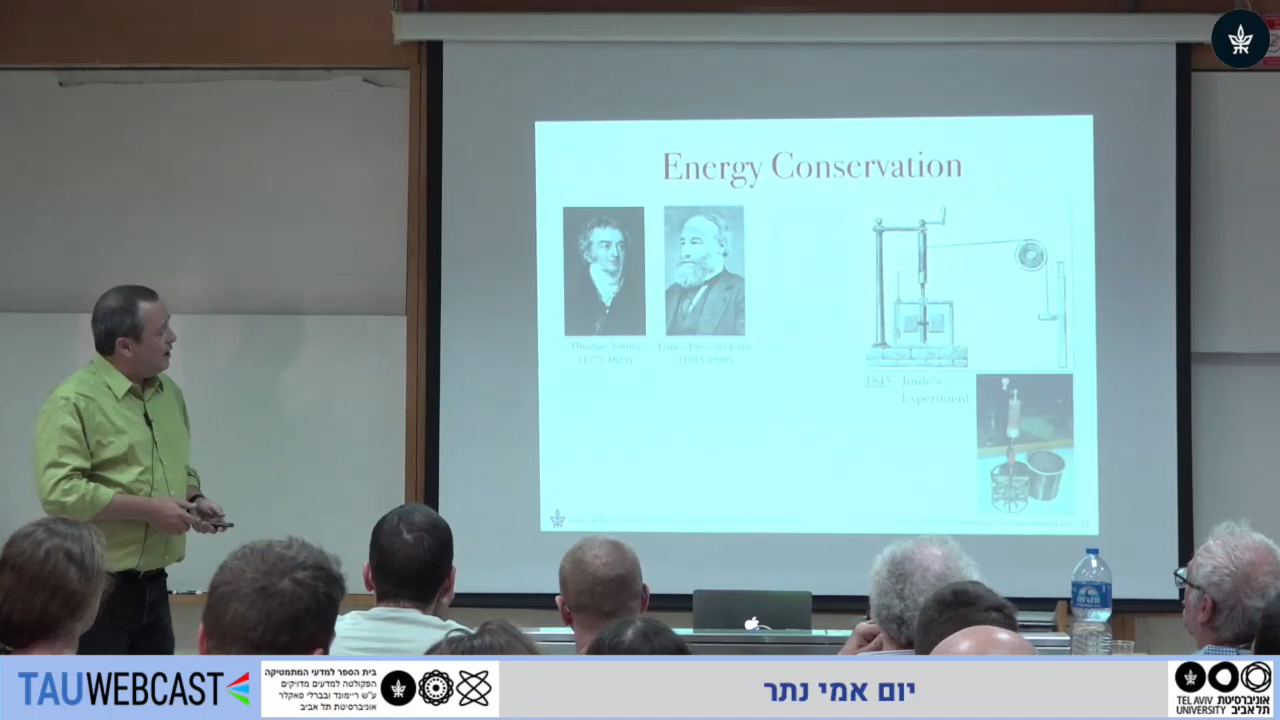 Energy Conservation
Thomas Young
(1773-1829)
James Prescott Joule
(1818-1889)
1845 Joule's
Experiment
TAUWEBCAST
בית הספר למדעי המתמטיקה
הפקולטה למדעים מדויקים
ע"ש ריימונד ובברלי סאקלר
אוניברסיטת תל אביב
יום אמי נתר
TEL AVIV
UNIVERSITY
אוניברסיטת
תל אביב